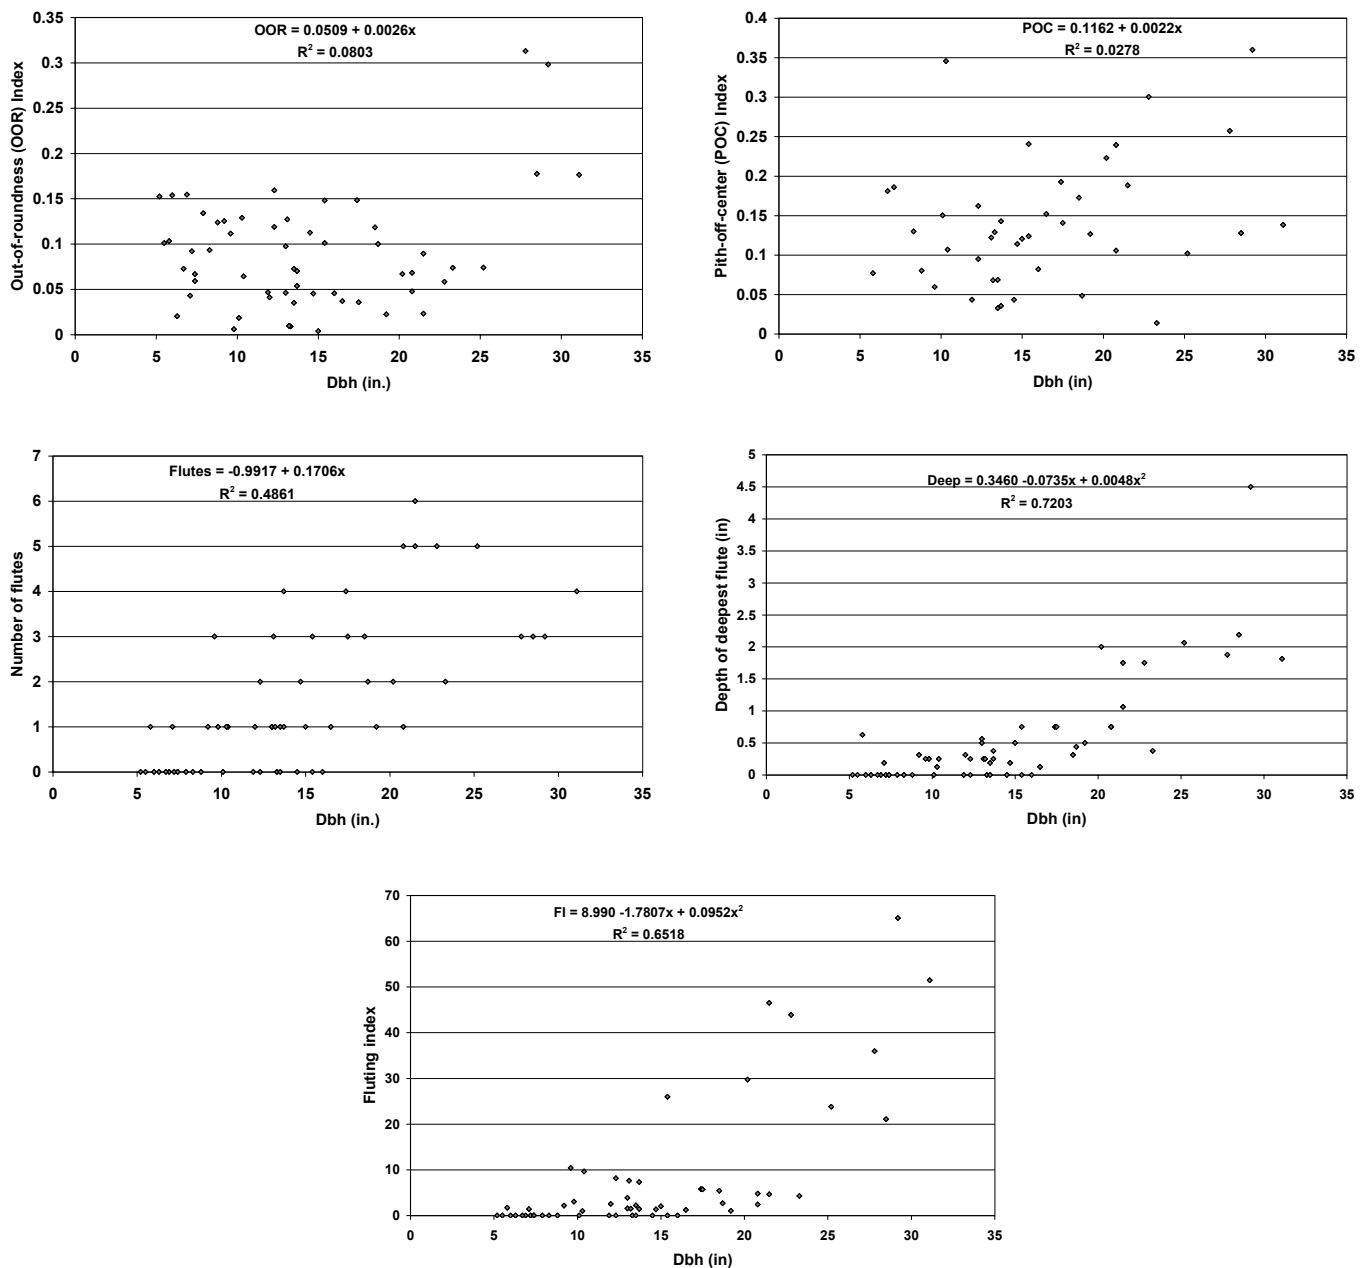 OOR = 0.0509 + 0.0026x
R² = 0.0803
0.35
0.3
0.25
0.2
0.15
0.1
0.05
0
Out-of-roundness (OOR) Index
0 5 10 15 20 25 30 35
Dbh (in.)
POC = 0.1162 + 0.0022x
R² = 0.0278
0.4
0.35
0.3
0.25
0.2
0.15
0.1
0.05
0
Pith-off-center (POC) Index
0 5 10 15 20 25 30 35
Dbh (in)
Flutes = -0.9917 + 0.1706x
R² = 0.4861
7
6
5
4
3
2
1
0
Number of flutes
0 5 10 15 20 25 30 35
Dbh (in.)
Deep = 0.3460 -0.0735x + 0.0048x²
R² = 0.7203
5
4.5
4
3.5
3
2.5
2
1.5
1
0.5
0
Depth of deepest flute (in)
0 5 10 15 20 25 30 35
Dbh (in)
FI = 8.990 -1.7807x + 0.0952x²
R² = 0.6518
70
60
50
40
30
20
10
0
Fluting index
0 5 10 15 20 25 30 35
Dbh (in)